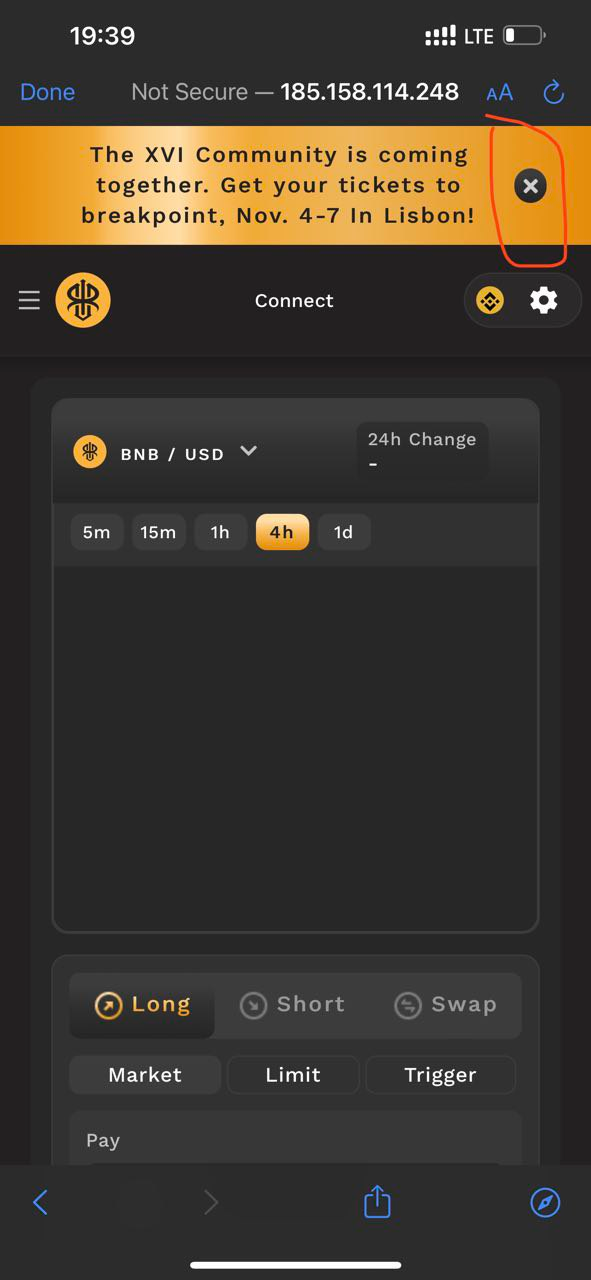 19:39
LTE
Done
Not Secure — 185.158.114.248
AA
The XVI Community is coming
together. Get your tickets to
breakpoint, Nov. 4-7 In Lisbon!
Connect
BNB / USD
24h Change
-
5m 15m 1h 4h 1d
Long Short Swap
Market Limit Trigger
Pay